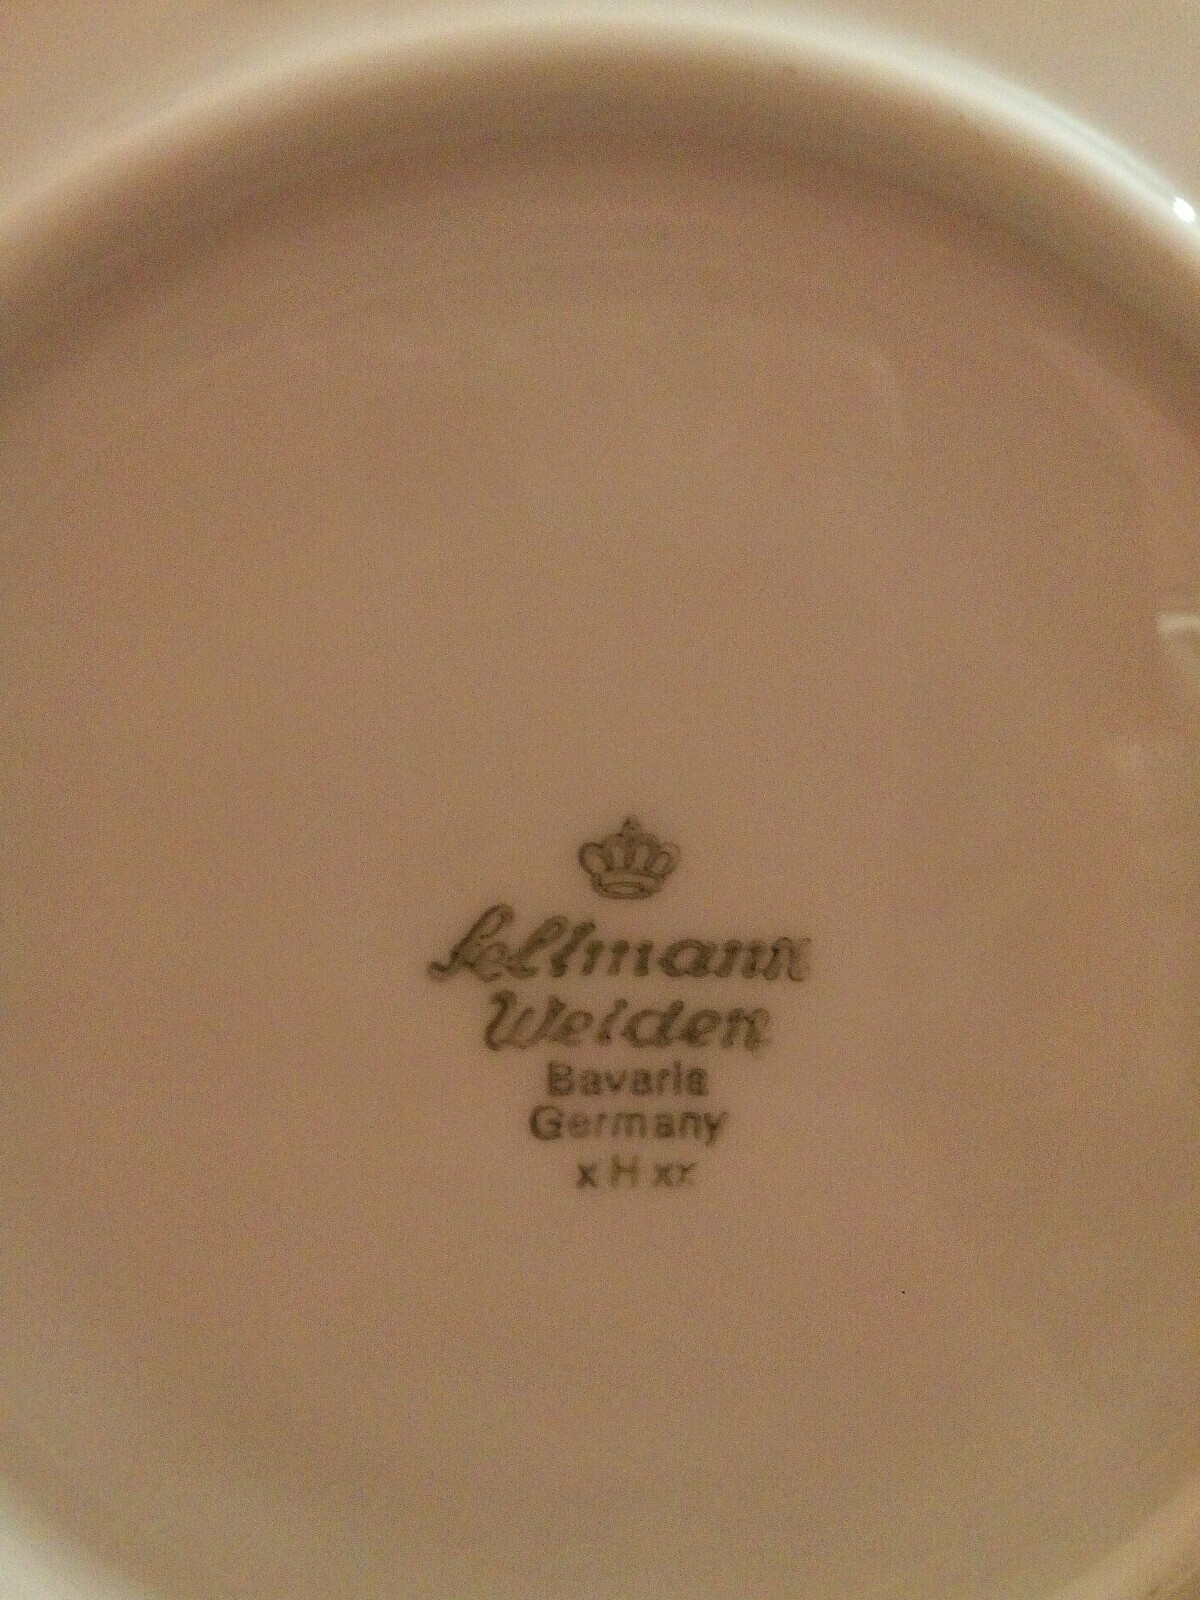 Seltmann
Weiden
Bavaria
Germany
x H xx